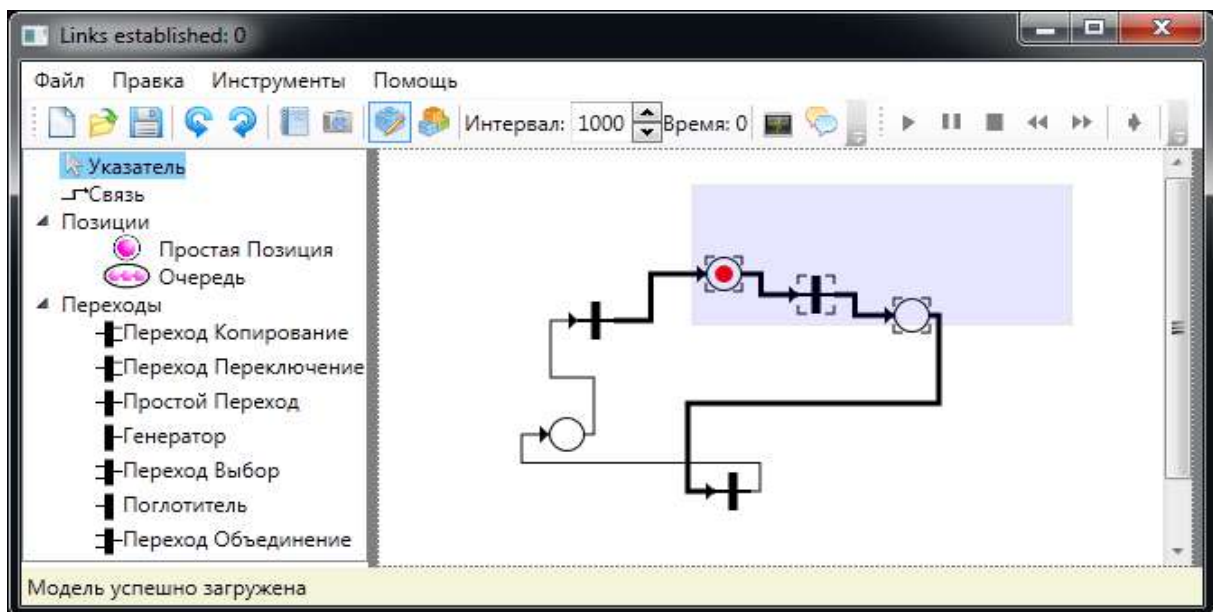 Links established: 0
Файл Правка Инструменты Помощь
Интервал: 1000 Время: 0
Указатель
Связь
Позиции
Простая Позиция
Очередь
Переходы
Переход Копирование
Переход Переключение
Простой Переход
Генератор
Переход Выбор
Поглотитель
Переход Объединение
Модель успешно загружена